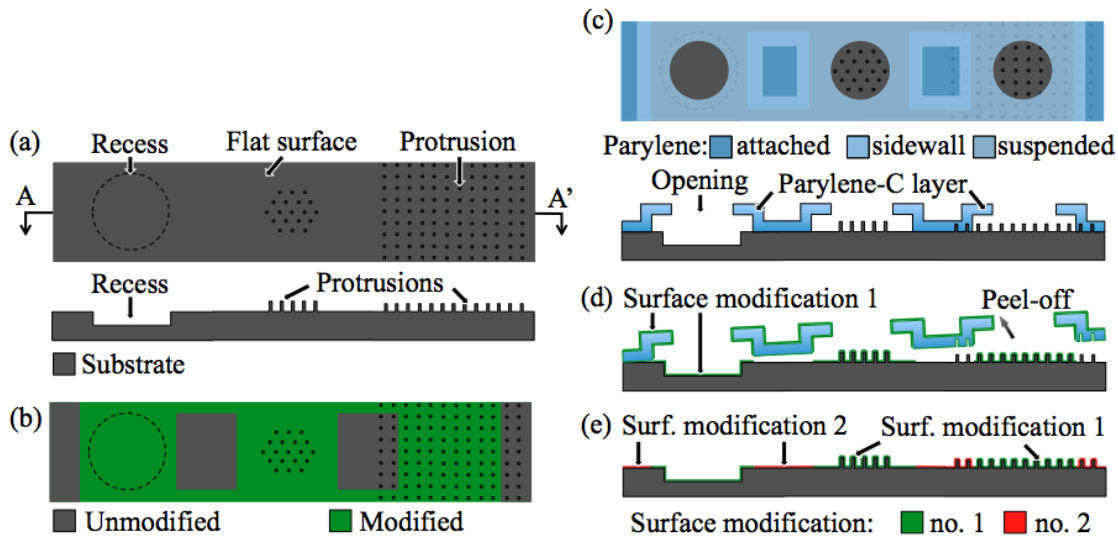 (a)
Recess
Flat surface
Protrusion
A
A'
Recess
Protrusions
Substrate
(b)
Unmodified
Modified
(c)
Parylene: attached sidewall suspended
Opening
Parylene-C layer
(d)
Surface modification 1
Peel-off
(e)
Surf. modification 2
Surf. modification 1
Surface modification: no. 1 no. 2